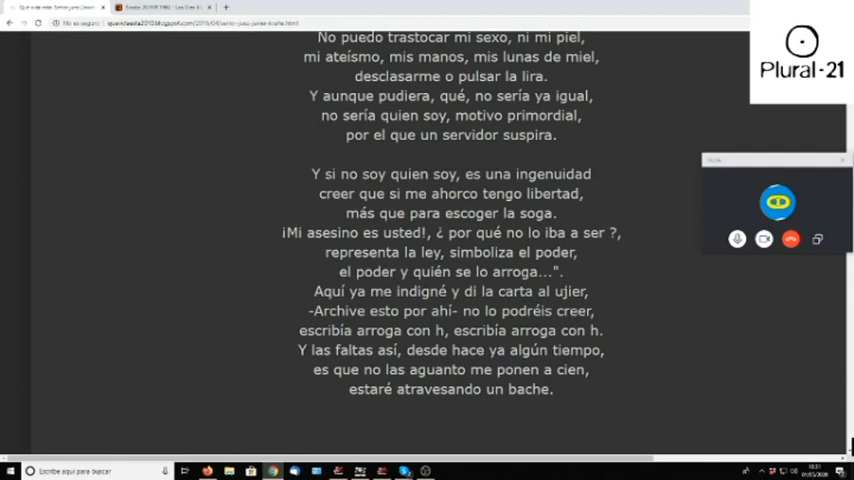 No es seguro
Plural-21
No puedo trastocar mi sexo, ni mi piel,
mi ateísmo, mis manos, mis lunas de miel,
desclasarme o pulsar la lira.
Y aunque pudiera, qué, no sería ya igual,
no sería quien soy, motivo primordial,
por el que un servidor suspira.
Y si no soy quien soy, es una ingenuidad
creer que si me ahorco tengo libertad,
más que para escoger la soga.
¡Mi asesino es usted!, ¿ por qué no lo iba a ser ?,
representa la ley, simboliza el poder,
el poder y quién se lo arroga...".
Aquí ya me indigné y di la carta al ujier,
-Archive esto por ahí- no lo podréis creer,
escribía arroga con h, escribía arroga con h.
Y las faltas así, desde hace ya algún tiempo,
es que no las aguanto me ponen a cien,
estaré atravesando un bache.
Escribe aquí para buscar